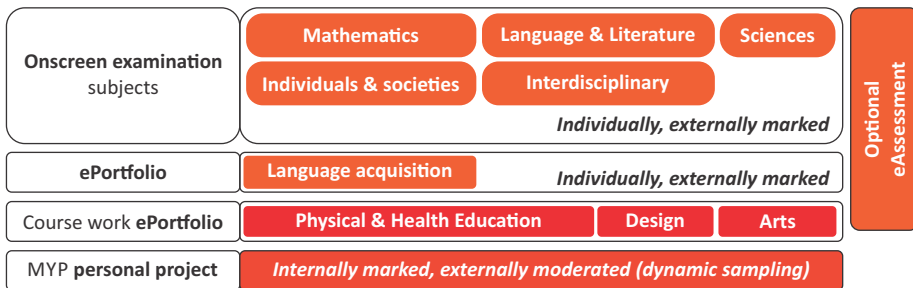 Mathematics
Language & Literature
Sciences
Onscreen examination
subjects
Individuals & societies
Interdisciplinary
Individually, externally marked
ePortfolio
Language acquisition
Individually, externally marked
Course work ePortfolio
Physical & Health Education
Design
Arts
MYP personal project
Internally marked, externally moderated (dynamic sampling)
Optional
eAssessment